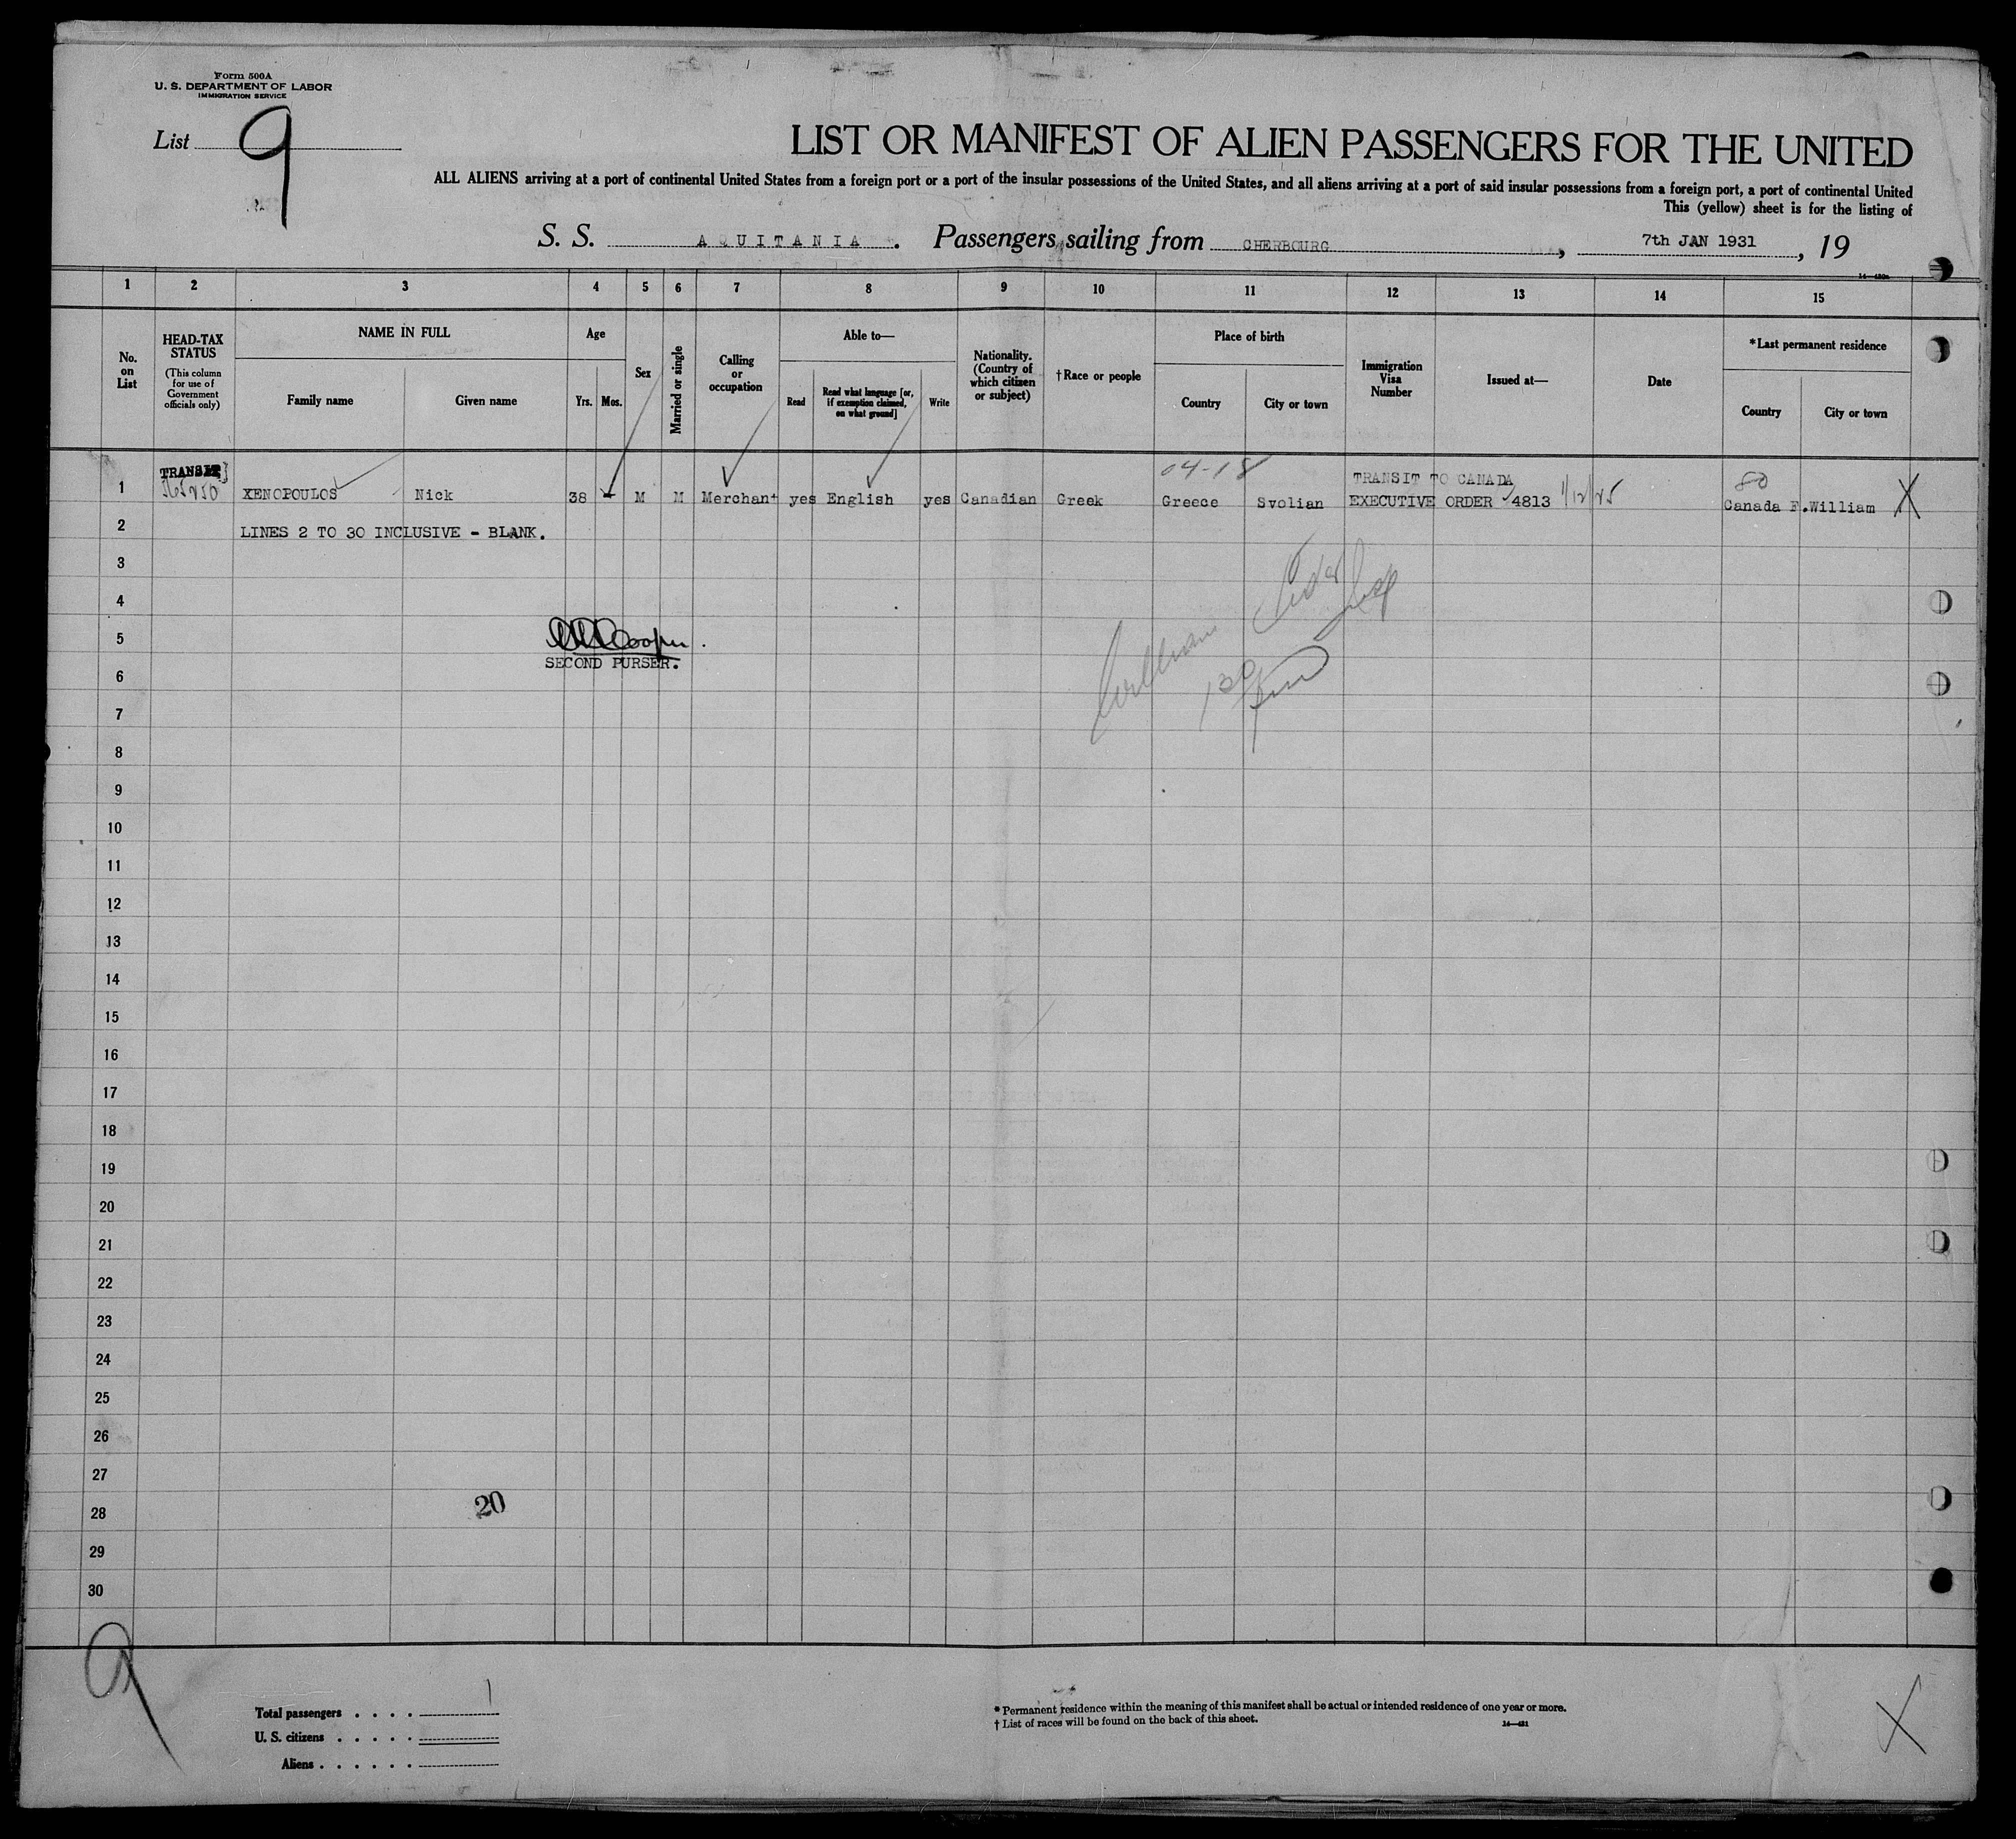 Form 500A
U. S. DEPARTMENT OF LABOR
IMMIGRATION SERVICE
List 9
LIST OR MANIFEST OF ALIEN PASSENGERS FOR THE UNITED
ALL ALIENS arriving at a port of continental United States from a foreign port or a port of the insular possessions of the United States, and all aliens arriving at a port of said insular possessions from a foreign port, a port of continental United
This (yellow) sheet is for the listing of
S. S. AQUITANIA. Passengers sailing from CHERBOURG, 7th JAN 1931, 19
1 2 3 4 5 6 7 8 9 10 11 12 13 14 15
No. on List
HEAD-TAX STATUS
(This column for use of Government officials only)
NAME IN FULL
Family name
Given name
Age
Yrs.
Mos.
Sex
Married or single
Calling or occupation
Able to—
Read
Read what language [or, if exemption claimed, on what ground]
Write
Nationality. (Country of which citizen or subject)
†Race or people
Place of birth
Country
City or town
Immigration Visa Number
Issued at—
Date
*Last permanent residence
Country
City or town
TRANSIT
04-18
TRANSIT TO CANADA
80
1 XENOPOULOS Nick 38 - M M Merchant yes English yes Canadian Greek Greece Svolian EXECUTIVE ORDER 4813 1/12/25 Canada F.William X
2 LINES 2 TO 30 INCLUSIVE - BLANK.
3
4
5 Cooper.
SECOND PURSER.
William
6
7
8
9
10
11
12
13
14
15
16
17
18
19
20
21
22
23
24
25
26
27
28 20
29
30
9
Total passengers . . . . 1
U. S. citizens . . . . .
Aliens . . . . . .
* Permanent residence within the meaning of this manifest shall be actual or intended residence of one year or more.
† List of races will be found on the back of this sheet.
14—421
X